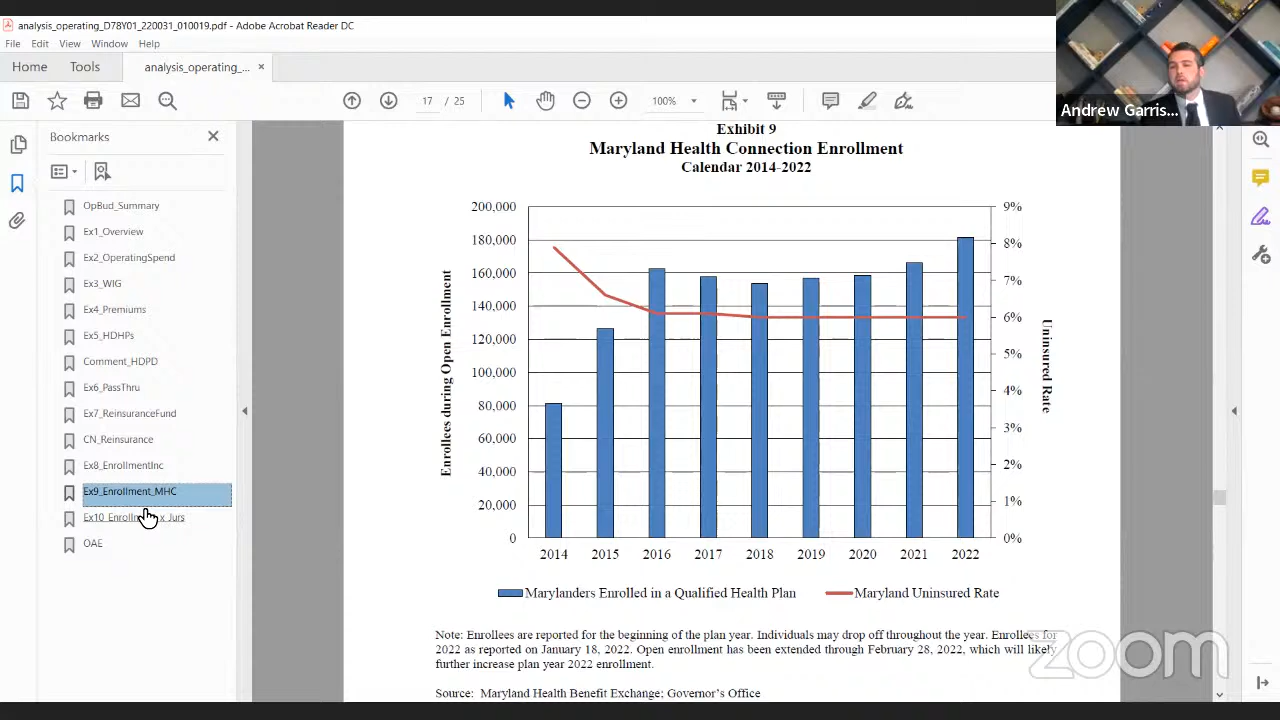 analysis_operating_D78Y01_220031_010019.pdf - Adobe Acrobat Reader DC
File Edit View Window Help
Home Tools analysis_operating_... ×
17 / 25 100%
Andrew Garris...
Bookmarks
OpBud_Summary
Ex1_Overview
Ex2_OperatingSpend
Ex3_WIG
Ex4_Premiums
Ex5_HDHPs
Comment_HDPD
Ex6_PassThru
Ex7_ReinsuranceFund
CN_Reinsurance
Ex8_EnrollmentInc
Ex9_Enrollment_MHC
Jurs
OAE
Exhibit 9
Maryland Health Connection Enrollment
Calendar 2014-2022
200,000 9%
180,000 8%
160,000 7%
140,000 6%
120,000 5%
100,000 4%
80,000 3%
60,000 2%
40,000 1%
20,000 0%
0
Enrollees during Open Enrollment
Uninsured Rate
2014 2015 2016 2017 2018 2019 2020 2021 2022
Marylanders Enrolled in a Qualified Health Plan Maryland Uninsured Rate
Note: Enrollees are reported for the beginning of the plan year. Individuals may drop off throughout the year. Enrollees for
2022 as reported on January 18, 2022. Open enrollment has been extended through February 28, 2022, which will likely
further increase plan year 2022 enrollment.
Source: Maryland Health Benefit Exchange; Governor's Office
zoom